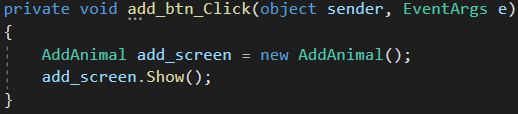 private void add_btn_Click(object sender, EventArgs e)
{
    AddAnimal add_screen = new AddAnimal();
    add_screen.Show();
}